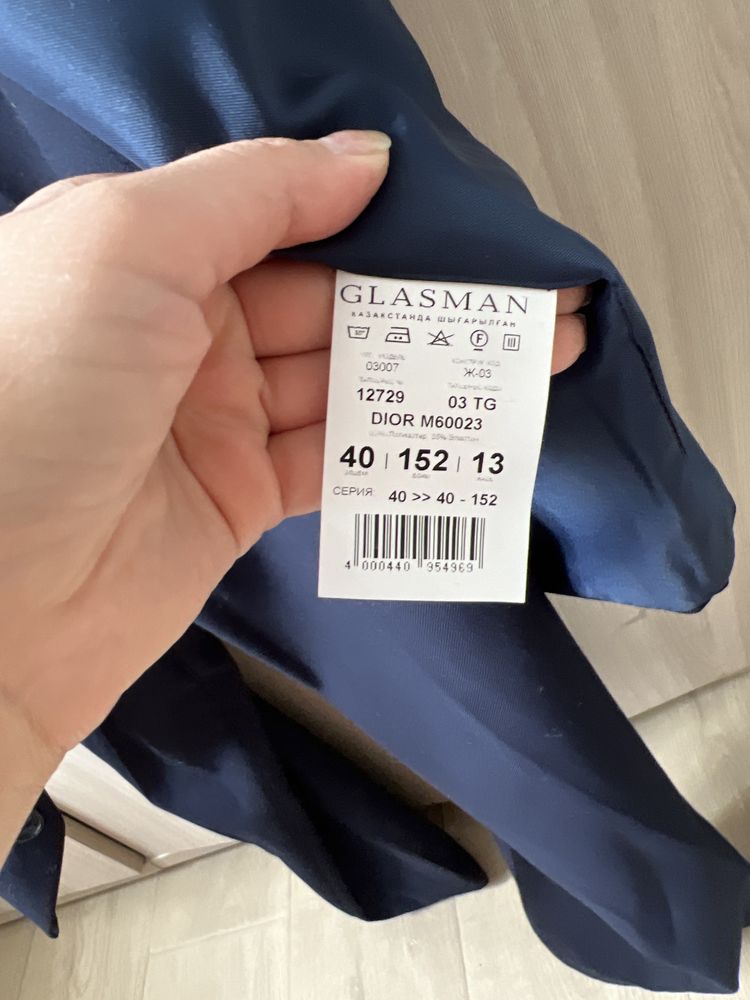 GLASMAN
ҚАЗАҚСТАНДА ШЫҒАРЫЛҒАН
30° F
03007 Ж-03
12729 03 TG
DIOR M60023
40 | 152 | 13
СЕРИЯ: 40 >> 40 - 152
4 000440 954969